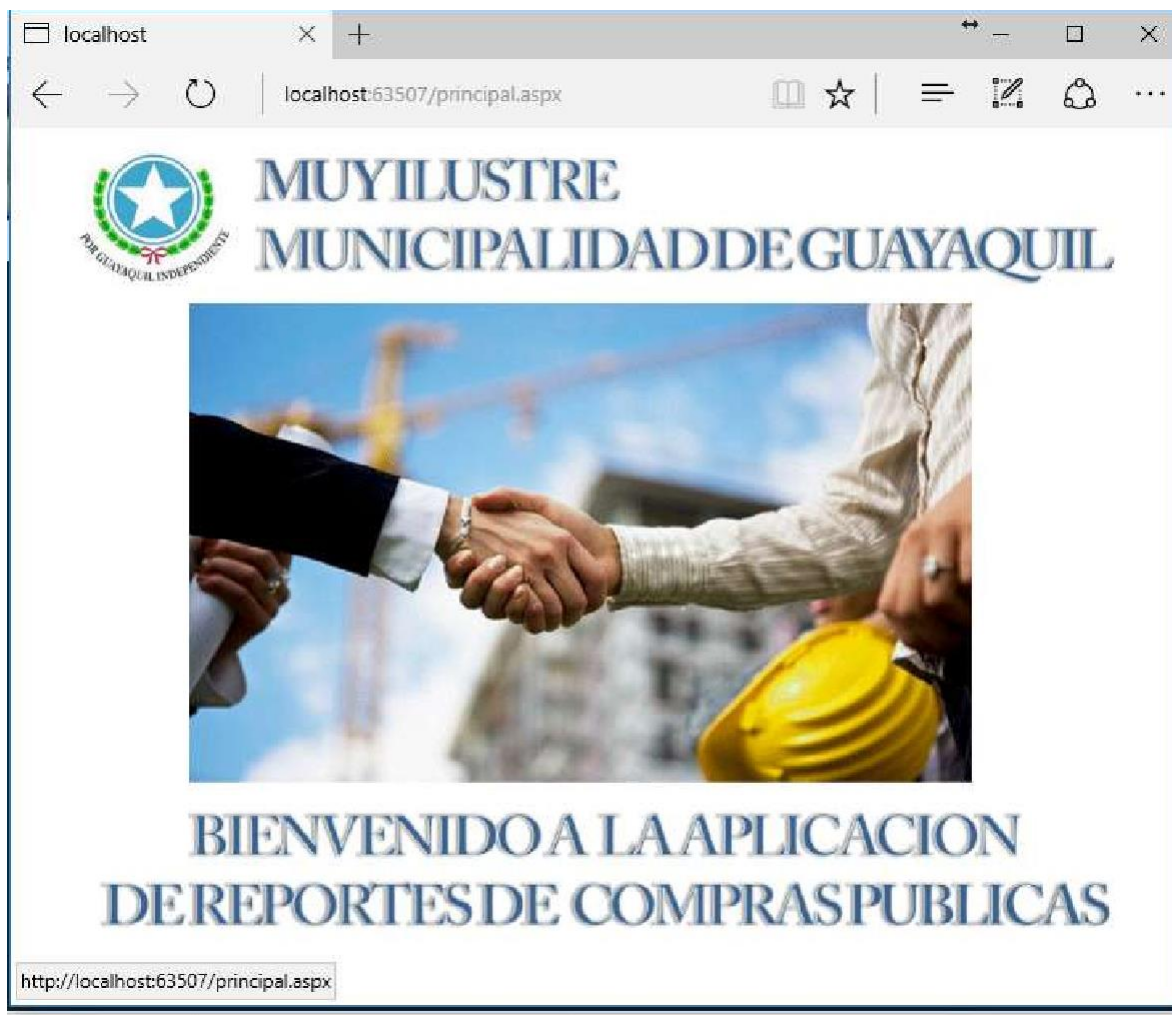 localhost
localhost:63507/principal.aspx
MUY ILUSTRE
MUNICIPALIDAD DE GUAYAQUIL
POR GUAYAQUIL INDEPENDIENTE
BIENVENIDO A LA APLICACION
DE REPORTES DE COMPRAS PUBLICAS
http://localhost:63507/principal.aspx